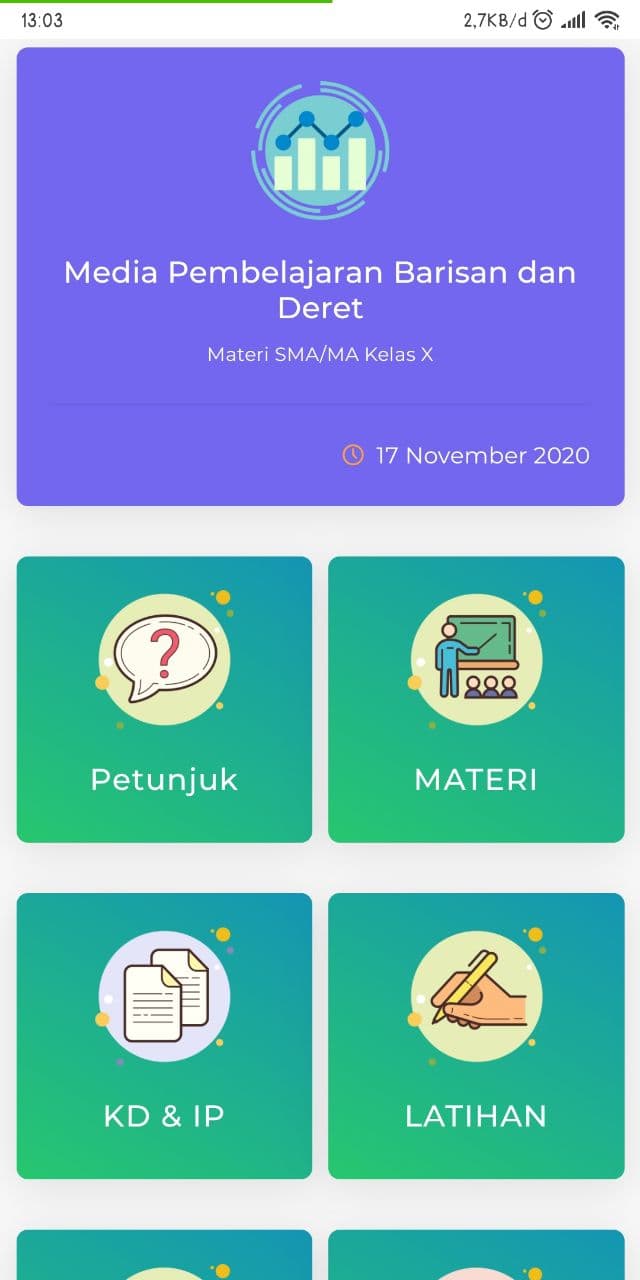 13:03 2,7KB/d
Media Pembelajaran Barisan dan
Deret
Materi SMA/MA Kelas X
17 November 2020
Petunjuk
MATERI
KD & IP
LATIHAN